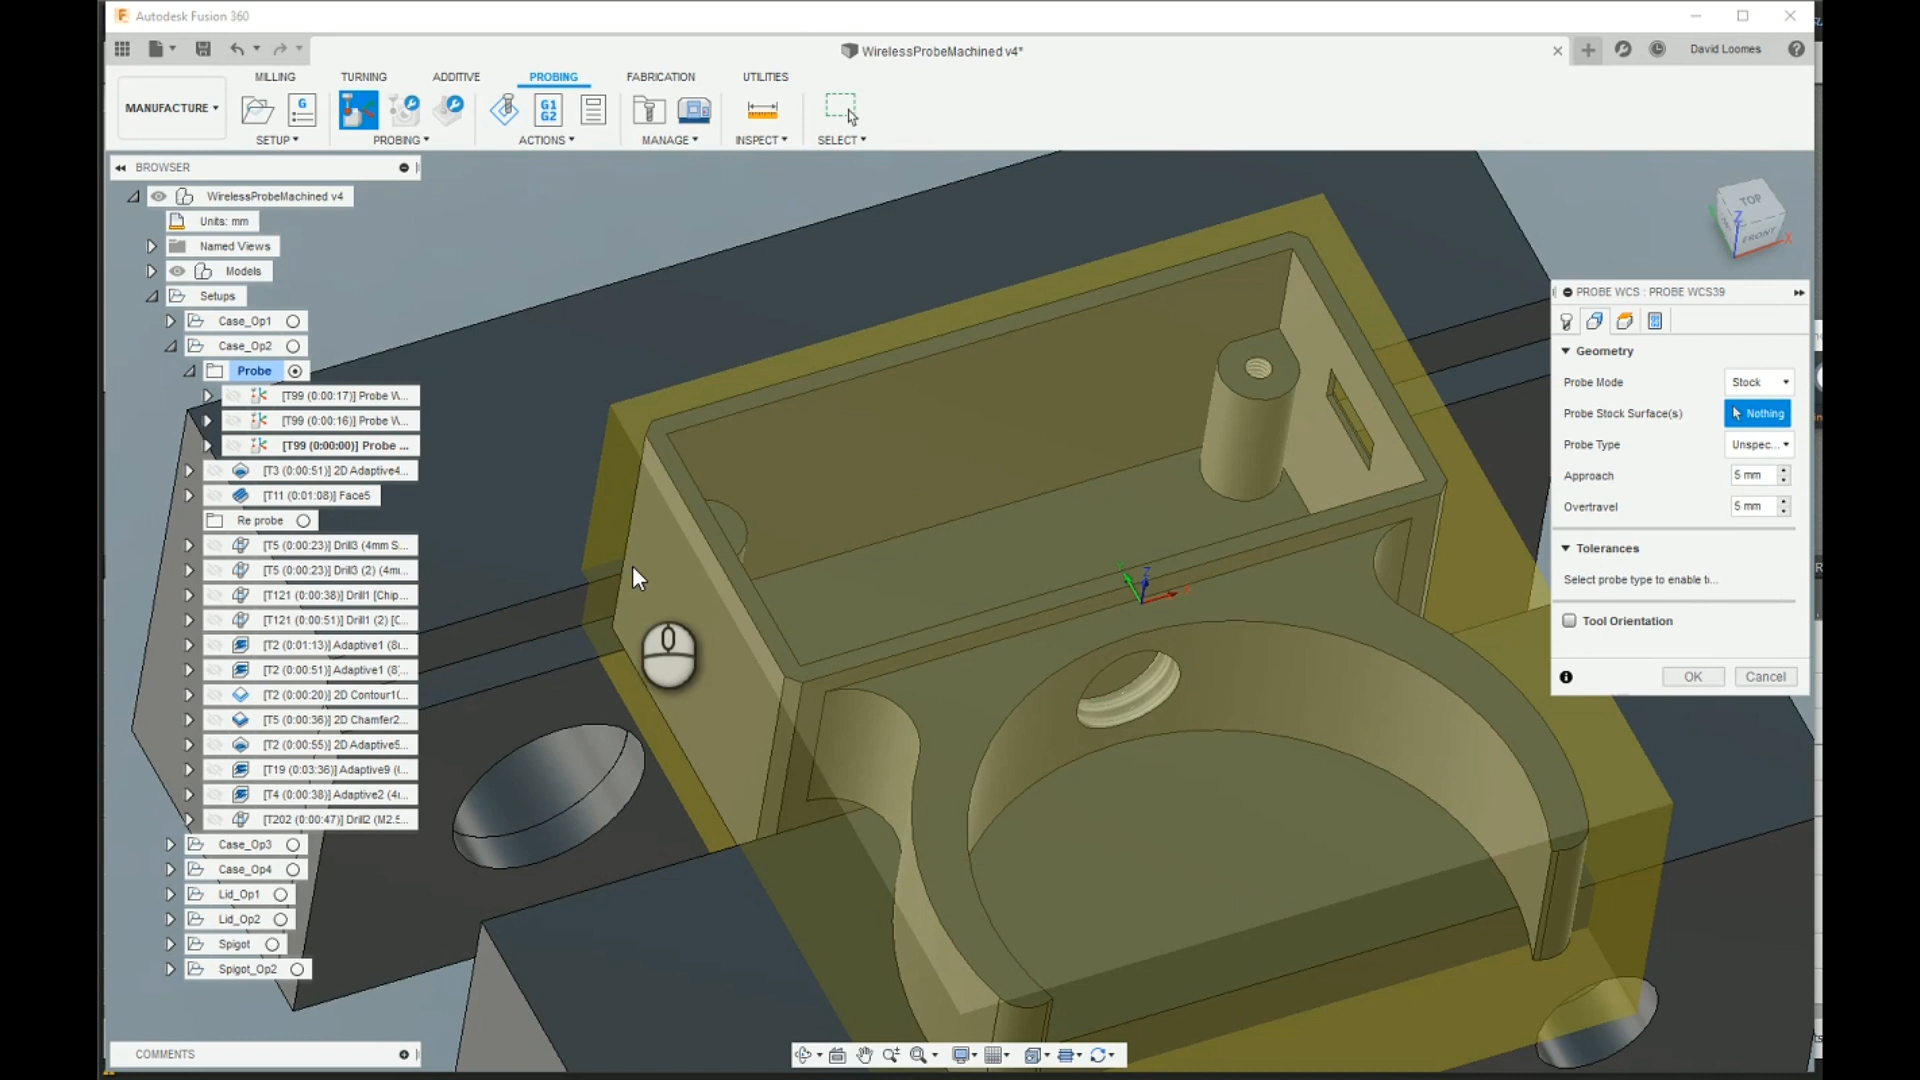 Autodesk Fusion 360
WirelessProbeMachined v4*
David Loomes
MILLING
TURNING
ADDITIVE
PROBING
FABRICATION
UTILITIES
MANUFACTURE
G
G1
G2
SETUP
PROBING
ACTIONS
MANAGE
INSPECT
SELECT
BROWSER
WirelessProbeMachined v4
Units: mm
Named Views
Models
Setups
Case_Op1
Case_Op2
Probe
[T99 (0:00:17)] Probe W...
[T99 (0:00:16)] Probe W...
[T99 (0:00:00)] Probe ...
[T3 (0:00:51)] 2D Adaptive4...
[T11 (0:01:08)] Face5
Re probe
[T5 (0:00:23)] Drill3 (4mm S...
[T5 (0:00:23)] Drill3 (2) (4m...
[T121 (0:00:38)] Drill1 [Chip...
[T121 (0:00:51)] Drill1 (2) [C...
[T2 (0:01:13)] Adaptive1 (8...
[T2 (0:00:51)] Adaptive1 (8...
[T2 (0:00:20)] 2D Contour1(...
[T5 (0:00:36)] 2D Chamfer2...
[T2 (0:00:55)] 2D Adaptive5...
[T19 (0:03:36)] Adaptive9 (...
[T4 (0:00:38)] Adaptive2 (4...
[T202 (0:00:47)] Drill2 (M2.5...
Case_Op3
Case_Op4
Lid_Op1
Lid_Op2
Spigot
Spigot_Op2
COMMENTS
TOP
FRONT
Z
X
Z
PROBE WCS : PROBE WCS39
Geometry
Probe Mode
Stock
Probe Stock Surface(s)
Nothing
Probe Type
Unspec...
Approach
5 mm
Overtravel
5 mm
Tolerances
Select probe type to enable t...
Tool Orientation
OK
Cancel